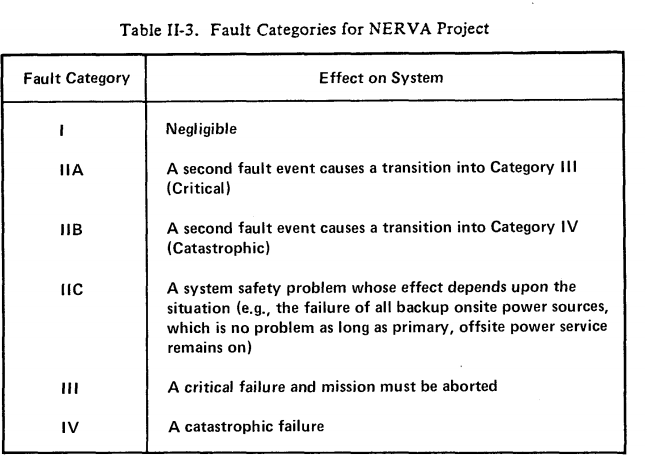 Table II-3. Fault Categories for NERVA Project
Fault Category
Effect on System
I
Negligible
IIA
A second fault event causes a transition into Category III
(Critical)
IIB
A second fault event causes a transition into Category IV
(Catastrophic)
IIC
A system safety problem whose effect depends upon the
situation (e.g., the failure of all backup onsite power sources,
which is no problem as long as primary, offsite power service
remains on)
III
A critical failure and mission must be aborted
IV
A catastrophic failure